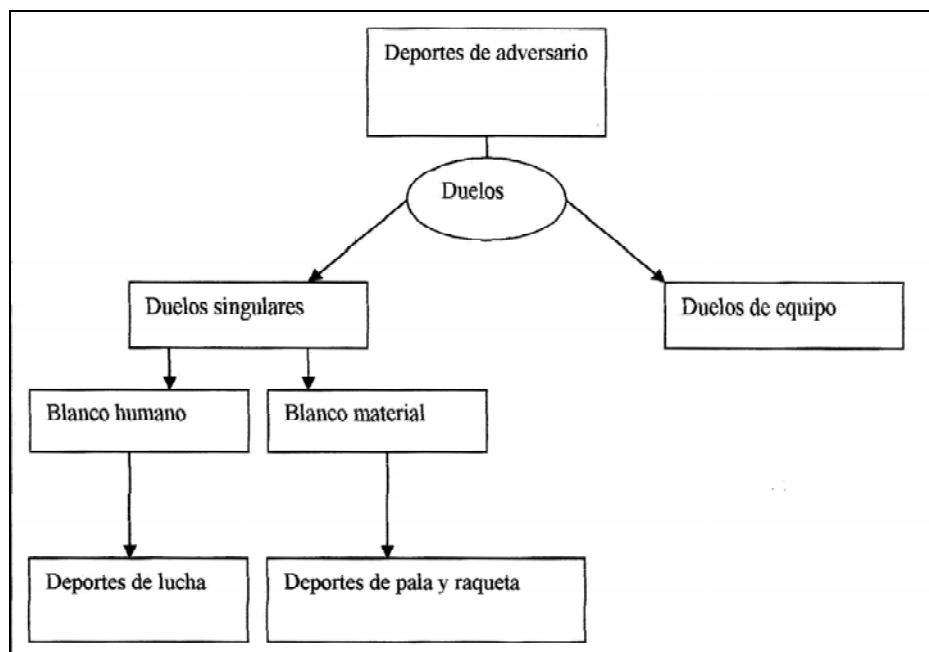 Deportes de adversario
Duelos
Duelos singulares
Duelos de equipo
Blanco humano
Blanco material
Deportes de lucha
Deportes de pala y raqueta